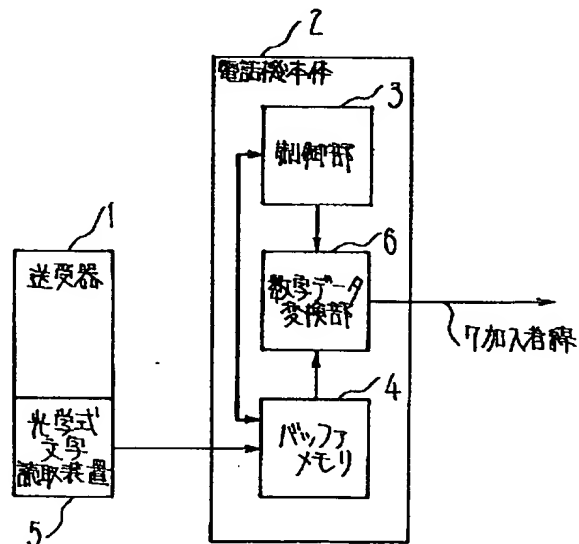 2
電話機本体
3
制御部
1
送受器
6
数字データ
変換部
7加入者線
4
バッファ
メモリ
光学式
文字
読取装置
5